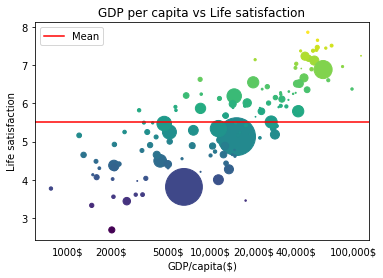 GDP per capita vs Life satisfaction
Mean
Life satisfaction
8
7
6
5
4
3
1000$ 2000$ 5000$ 10,000$ 20,000$ 40,000$ 100,000$
GDP/capita($)